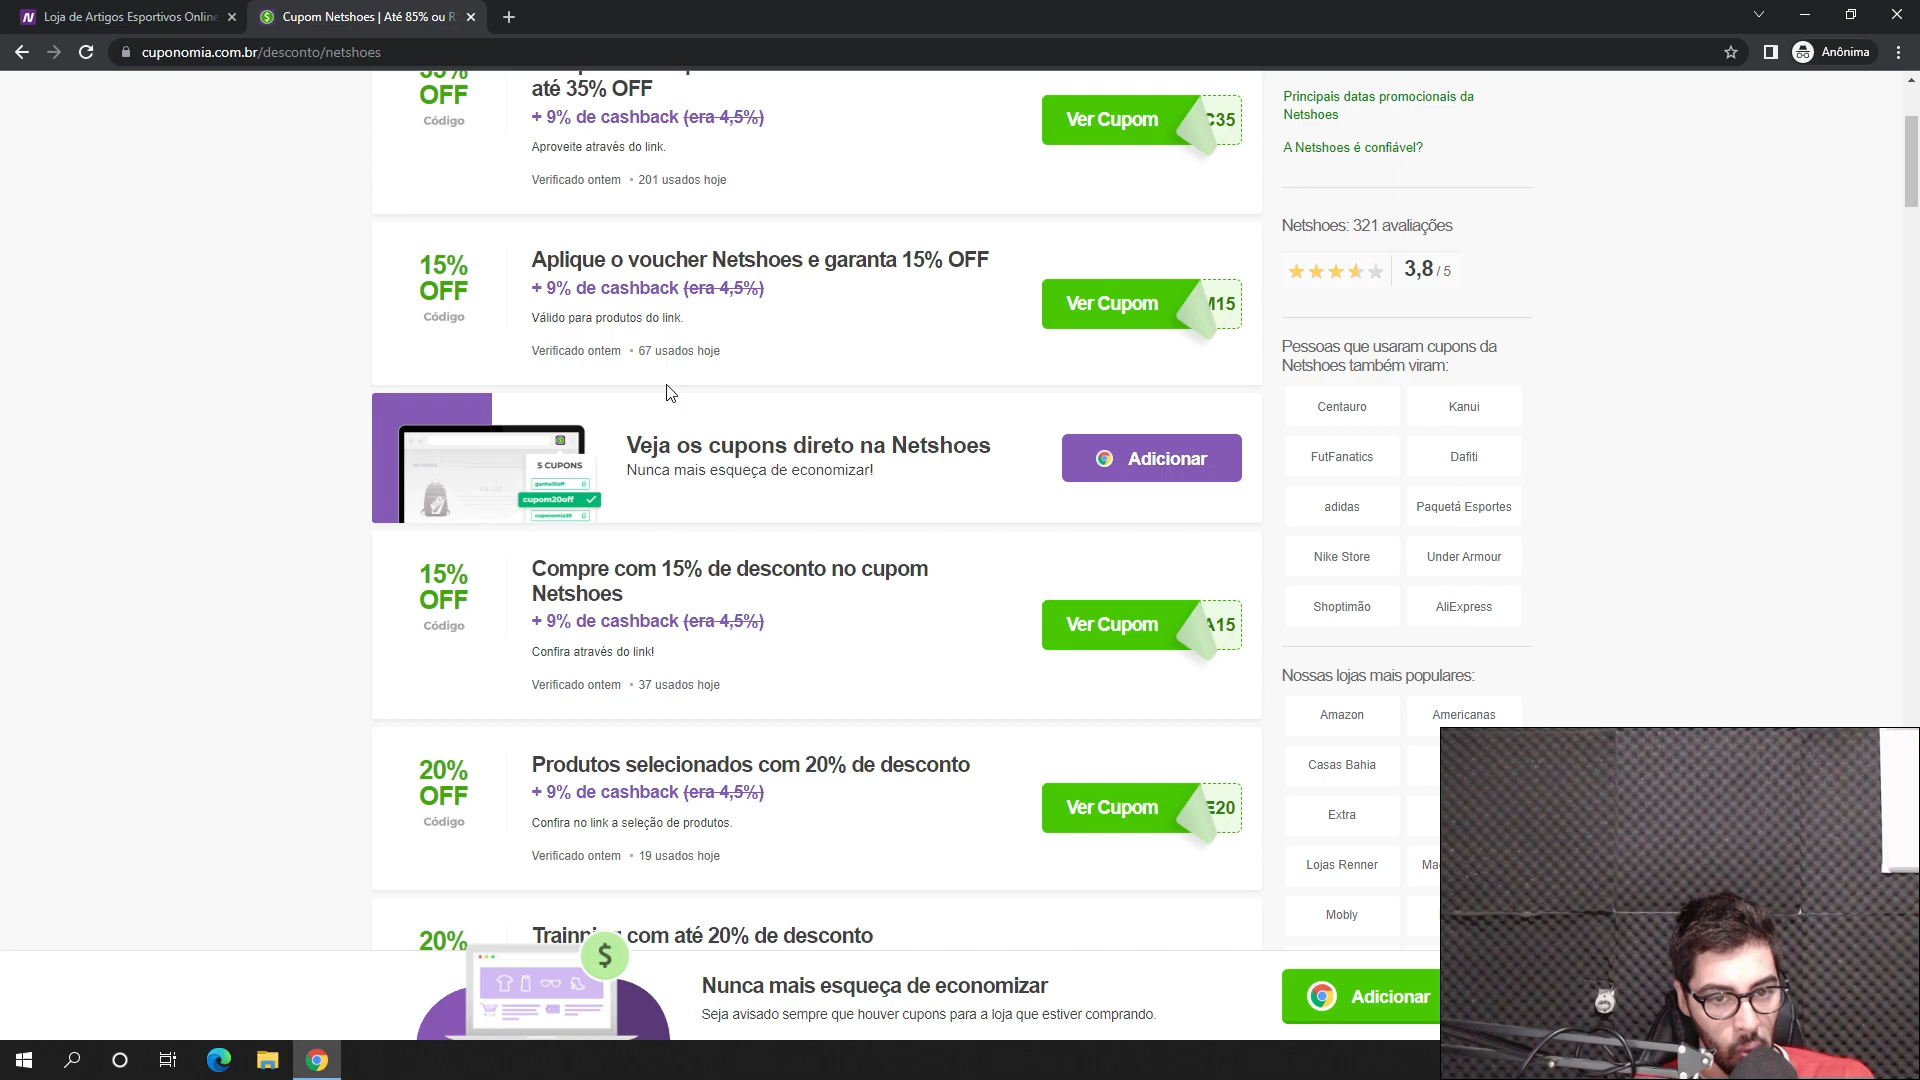 Loja de Artigos Esportivos Online
Cupom Netshoes | Até 85% ou R
cuponomia.com.br/desconto/netshoes
Anônima
OFF
Código
até 35% OFF
+ 9% de cashback (era 4,5%)
Aproveite através do link.
Verificado ontem • 201 usados hoje
Ver Cupom
C35
15%
OFF
Código
Aplique o voucher Netshoes e garanta 15% OFF
+ 9% de cashback (era 4,5%)
Válido para produtos do link.
Verificado ontem • 67 usados hoje
Ver Cupom
M15
5 CUPONS
ganhe15off
cupom20off
cuponomia20
Veja os cupons direto na Netshoes
Nunca mais esqueça de economizar!
Adicionar
15%
OFF
Código
Compre com 15% de desconto no cupom
Netshoes
+ 9% de cashback (era 4,5%)
Confira através do link!
Verificado ontem • 37 usados hoje
Ver Cupom
A15
20%
OFF
Código
Produtos selecionados com 20% de desconto
+ 9% de cashback (era 4,5%)
Confira no link a seleção de produtos.
Verificado ontem • 19 usados hoje
Ver Cupom
E20
20%
com até 20% de desconto
$
Nunca mais esqueça de economizar
Seja avisado sempre que houver cupons para a loja que estiver comprando.
Adicionar
Principais datas promocionais da
Netshoes
A Netshoes é confiável?
Netshoes: 321 avaliações
3,8 / 5
Pessoas que usaram cupons da
Netshoes também viram:
Centauro
Kanui
FutFanatics
Dafiti
adidas
Paquetá Esportes
Nike Store
Under Armour
Shoptimão
AliExpress
Nossas lojas mais populares:
Amazon
Americanas
Casas Bahia
Extra
Lojas Renner
Mobly